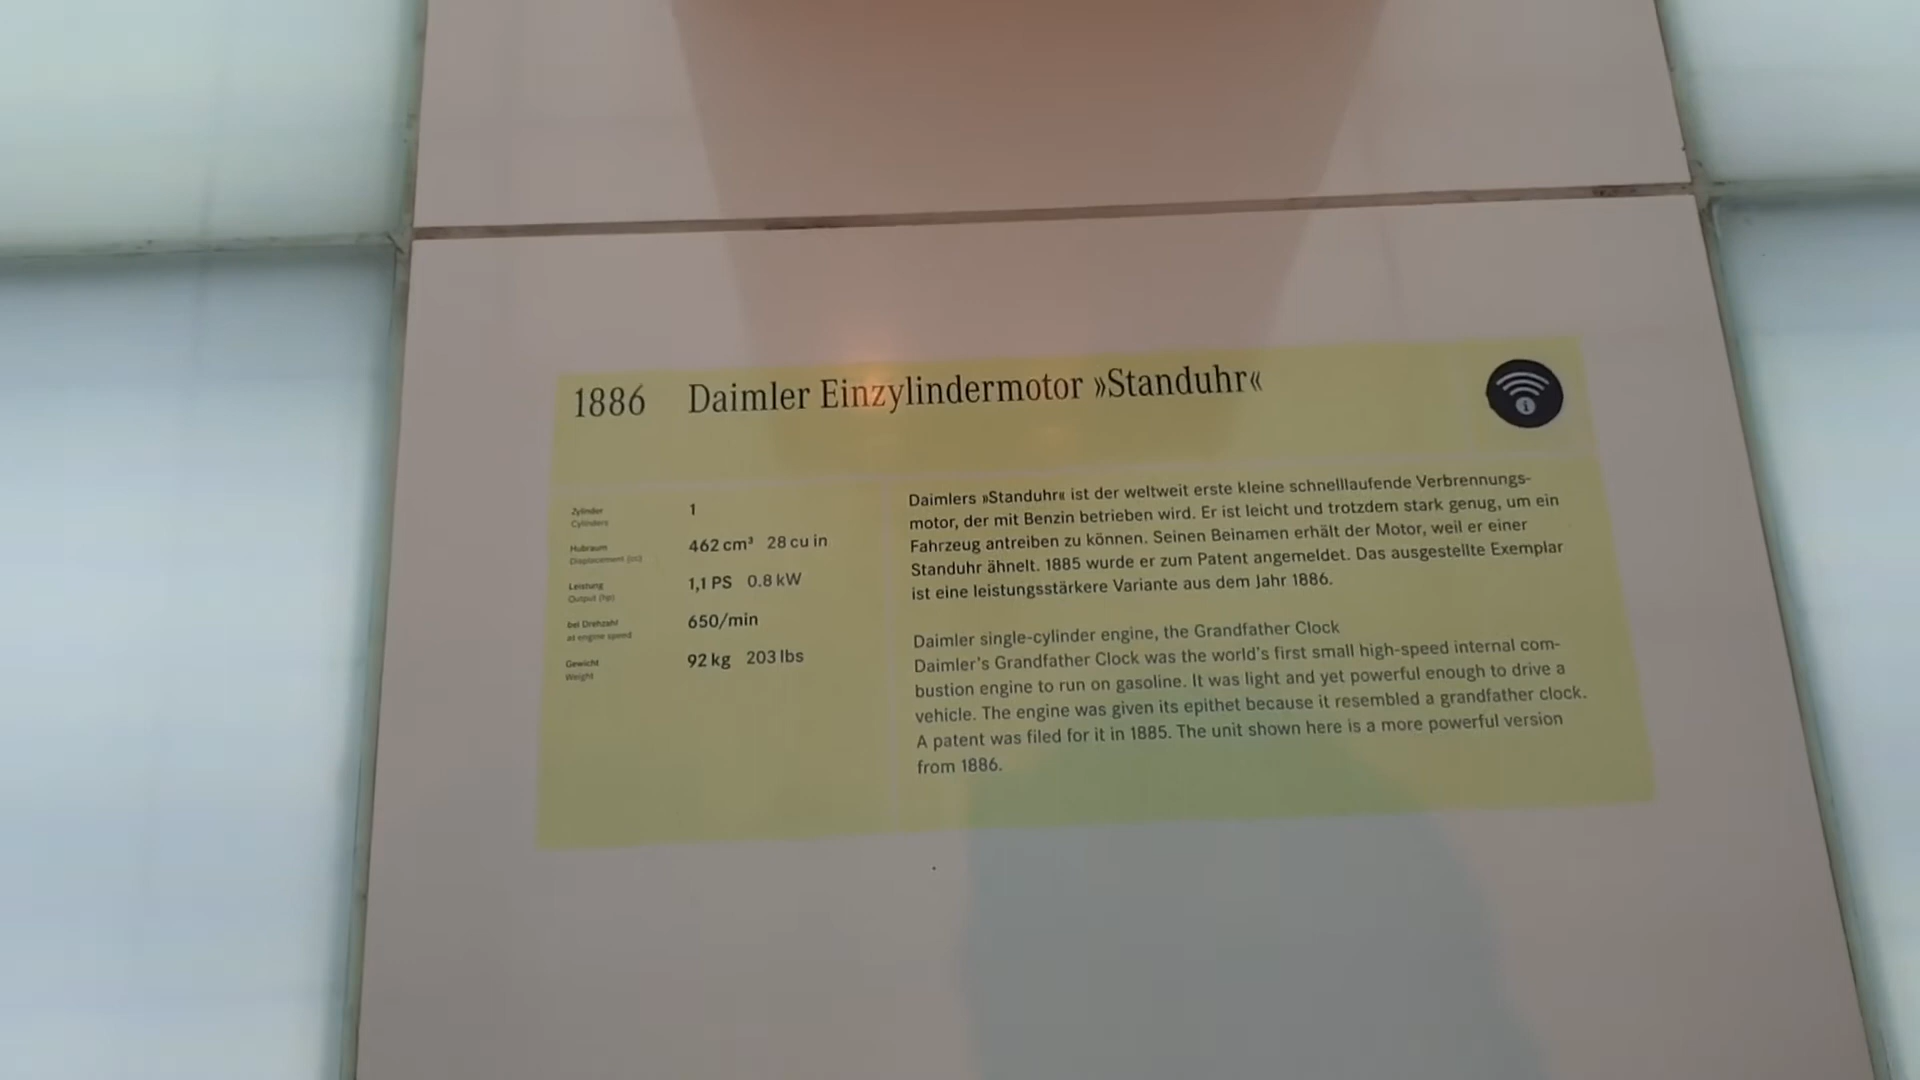 1886 Daimler Einzylindermotor »Standuhr«
Zylinder
Cylinders
1
Hubraum
Displacement (cc)
462 cm³ 28 cu in
Leistung
Output (hp)
1,1 PS 0.8 kW
bei Drehzahl
at engine speed
650/min
Gewicht
Weight
92 kg 203 lbs
Daimlers »Standuhr« ist der weltweit erste kleine schnelllaufende Verbrennungs-
motor, der mit Benzin betrieben wird. Er ist leicht und trotzdem stark genug, um ein
Fahrzeug antreiben zu können. Seinen Beinamen erhält der Motor, weil er einer
Standuhr ähnelt. 1885 wurde er zum Patent angemeldet. Das ausgestellte Exemplar
ist eine leistungsstärkere Variante aus dem Jahr 1886.
Daimler single-cylinder engine, the Grandfather Clock
Daimler's Grandfather Clock was the world's first small high-speed internal com-
bustion engine to run on gasoline. It was light and yet powerful enough to drive a
vehicle. The engine was given its epithet because it resembled a grandfather clock.
A patent was filed for it in 1885. The unit shown here is a more powerful version
from 1886.